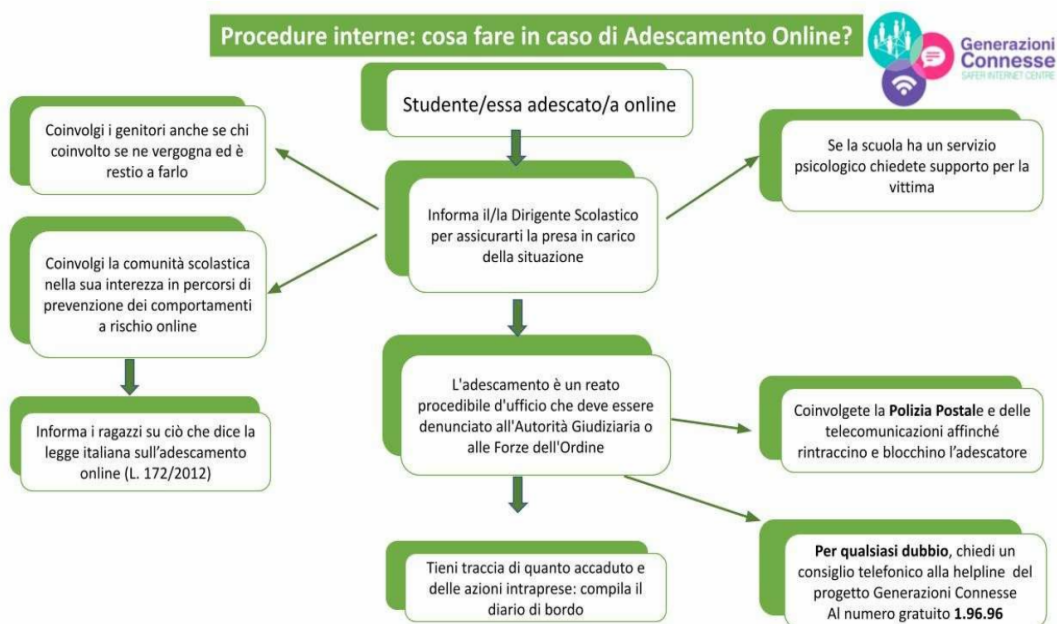 Procedure interne: cosa fare in caso di Adescamento Online?
Generazioni
Connesse
SAFER INTERNET CENTRE
Studente/essa adescato/a online
Coinvolgi i genitori anche se chi
coinvolto se ne vergogna ed è
restio a farlo
Se la scuola ha un servizio
psicologico chiedete supporto per la
vittima
Informa il/la Dirigente Scolastico
per assicurarti la presa in carico
della situazione
Coinvolgi la comunità scolastica
nella sua interezza in percorsi di
prevenzione dei comportamenti
a rischio online
L'adescamento è un reato
procedibile d'ufficio che deve essere
denunciato all'Autorità Giudiziaria o
alle Forze dell'Ordine
Coinvolgete la Polizia Postale e delle
telecomunicazioni affinché
rintraccino e blocchino l'adescatore
Informa i ragazzi su ciò che dice la
legge italiana sull'adescamento
online (L. 172/2012)
Tieni traccia di quanto accaduto e
delle azioni intraprese: compila il
diario di bordo
Per qualsiasi dubbio, chiedi un
consiglio telefonico alla helpline del
progetto Generazioni Connesse
Al numero gratuito 1.96.96